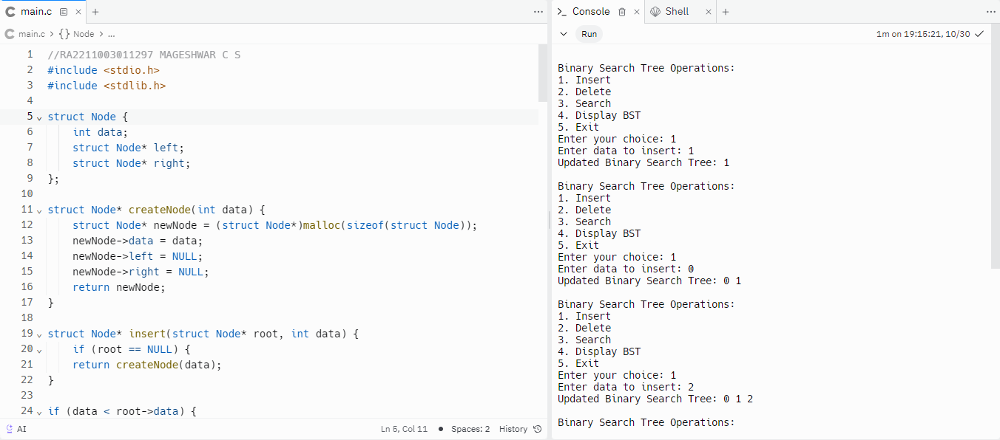 main.c
main.c > {} Node > ...
1 //RA2211003011297 MAGESHWAR C S
2 #include <stdio.h>
3 #include <stdlib.h>
4
5 struct Node {
6 int data;
7 struct Node* left;
8 struct Node* right;
9 };
10
11 struct Node* createNode(int data) {
12 struct Node* newNode = (struct Node*)malloc(sizeof(struct Node));
13 newNode->data = data;
14 newNode->left = NULL;
15 newNode->right = NULL;
16 return newNode;
17 }
18
19 struct Node* insert(struct Node* root, int data) {
20 if (root == NULL) {
21 return createNode(data);
22 }
23
24 if (data < root->data) {
AI
Ln 5, Col 11 • Spaces: 2 History
Console Shell
Run 1m on 19:15:21, 10/30
Binary Search Tree Operations:
1. Insert
2. Delete
3. Search
4. Display BST
5. Exit
Enter your choice: 1
Enter data to insert: 1
Updated Binary Search Tree: 1
Binary Search Tree Operations:
1. Insert
2. Delete
3. Search
4. Display BST
5. Exit
Enter your choice: 1
Enter data to insert: 0
Updated Binary Search Tree: 0 1
Binary Search Tree Operations:
1. Insert
2. Delete
3. Search
4. Display BST
5. Exit
Enter your choice: 1
Enter data to insert: 2
Updated Binary Search Tree: 0 1 2
Binary Search Tree Operations: